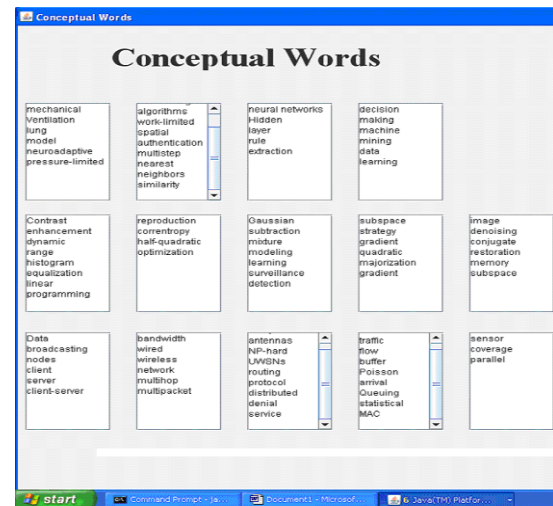 Conceptual Words
Conceptual Words
mechanical
Ventilation
lung
model
neuroadaptive
pressure-limited
algorithms
work-limited
spatial
authentication
multistep
nearest
neighbors
similarity
neural networks
Hidden
layer
rule
extraction
decision
making
machine
mining
data
learning
Contrast
enhancement
dynamic
range
histogram
equalization
linear
programming
reproduction
correntropy
half-quadratic
optimization
Gaussian
subtraction
mixture
modeling
learning
surveillance
detection
subspace
strategy
gradient
quadratic
majorization
gradient
image
denoising
conjugate
restoration
memory
subspace
Data
broadcasting
nodes
client
server
client-server
bandwidth
wired
wireless
network
multihop
multipacket
antennas
NP-hard
UWSNs
routing
protocol
distributed
denial
service
traffic
flow
buffer
Poisson
arrival
Queuing
statistical
MAC
sensor
coverage
parallel
start
Command Prompt - ja...
Document1 - Microsof...
6 Java(TM) Platfor...